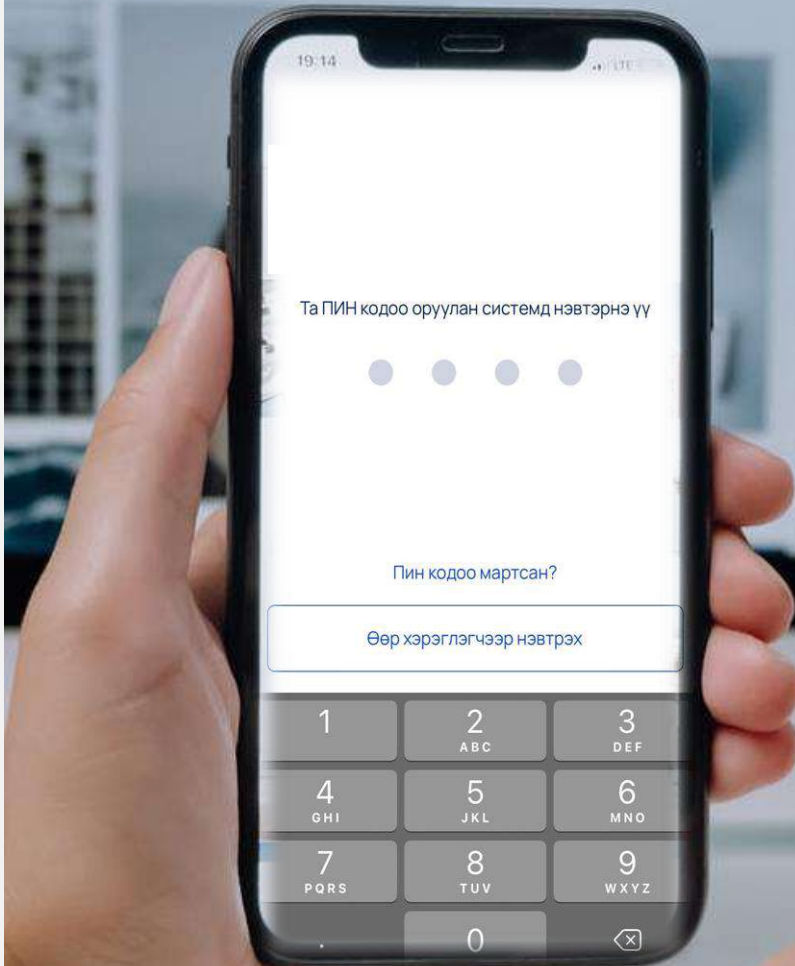 19:14
LTE
Та ПИН кодоо оруулан системд нэвтэрнэ үү
Пин кодоо мартсан?
Өөр хэрэглэгчээр нэвтрэх
1 2 3
ABC DEF
4 5 6
GHI JKL MNO
7 8 9
PQRS TUV WXYZ
. 0